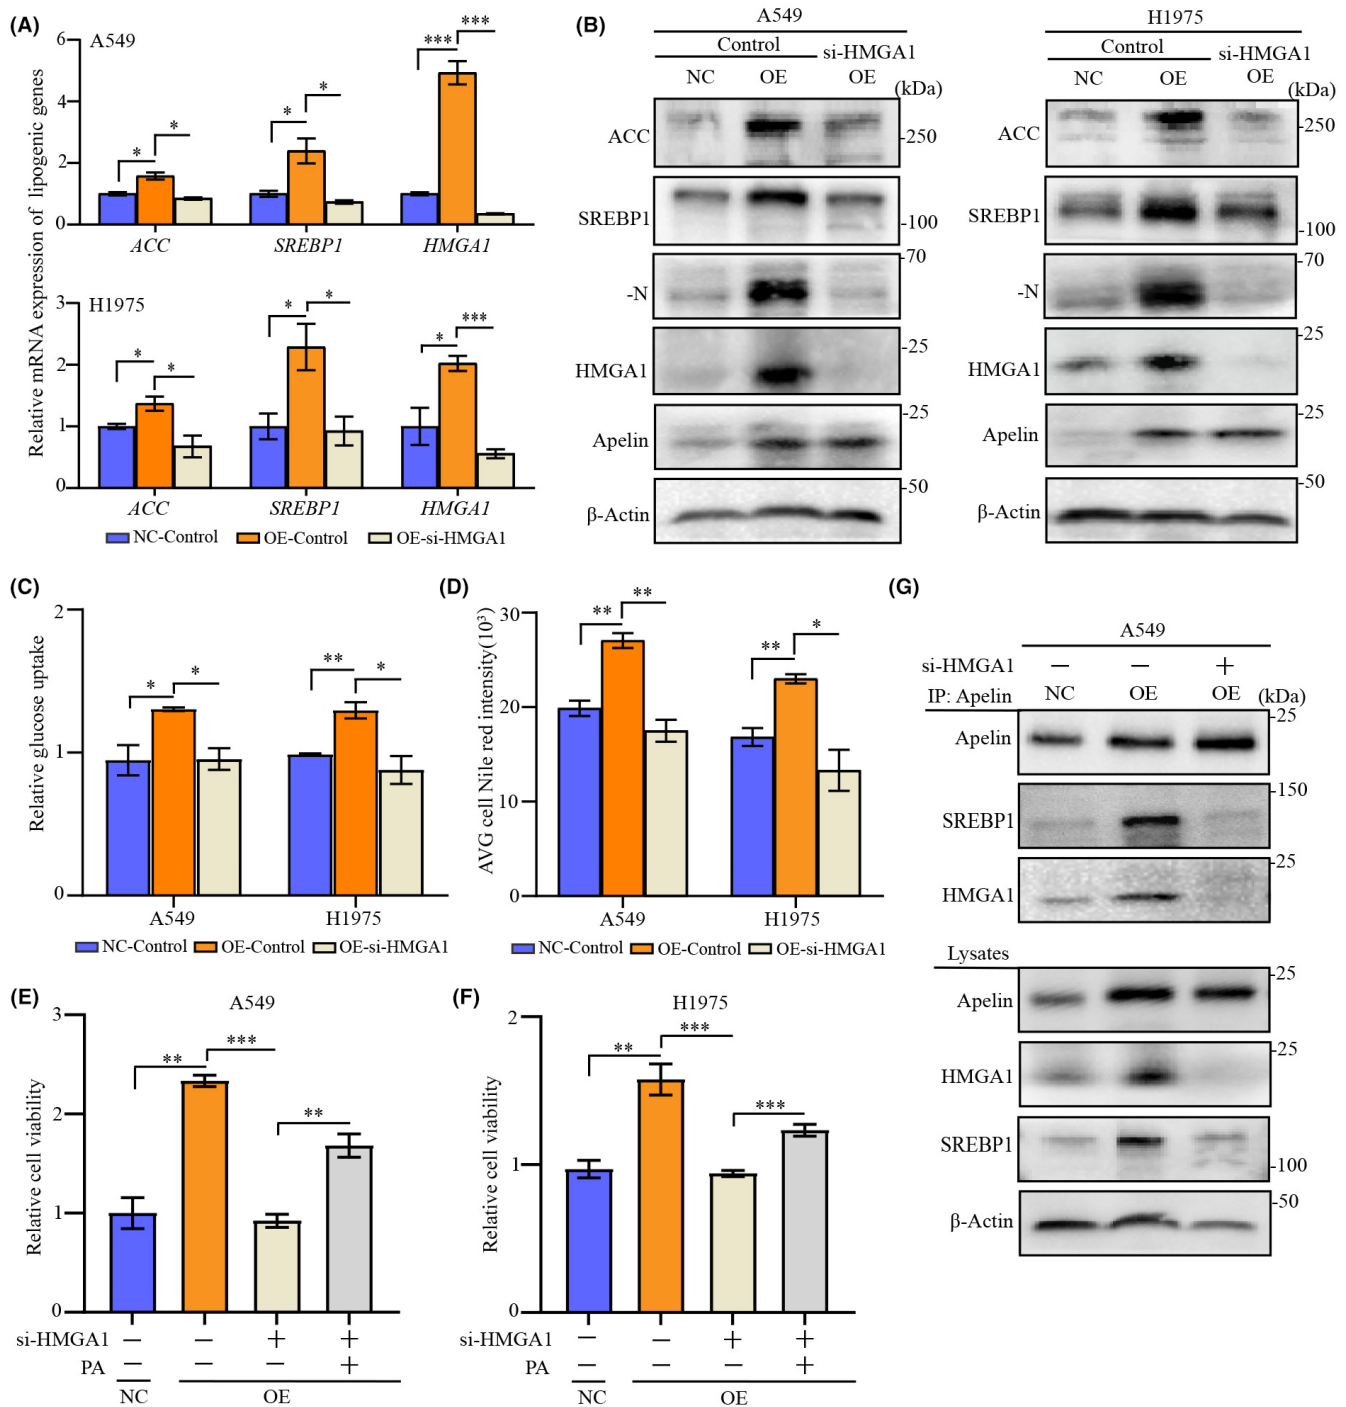 (A)
A549
Relative mRNA expression of lipogenic genes
6
4
2
0
* * * * *** ***
ACC SREBP1 HMGA1
H1975
3
2
1
0
* * * * * ***
ACC SREBP1 HMGA1
NC-Control OE-Control OE-si-HMGA1
(B)
A549
Control si-HMGA1
NC OE OE (kDa)
ACC -250
SREBP1 -100
-N -70
HMGA1 -25
Apelin -25
β-Actin -50
H1975
Control si-HMGA1
NC OE OE (kDa)
ACC -250
SREBP1 -100
-N -70
HMGA1 -25
Apelin -25
β-Actin -50
(C)
Relative glucose uptake
2
1
0
* * ** *
A549 H1975
NC-Control OE-Control OE-si-HMGA1
(D)
AVG cell Nile red intensity(10³)
30
20
10
0
** ** ** *
A549 H1975
NC-Control OE-Control OE-si-HMGA1
(E)
A549
Relative cell viability
3
2
1
0
** *** **
si-HMGA1 − − + +
PA − − − +
NC OE
(F)
H1975
Relative cell viability
2
1
0
** *** ***
si-HMGA1 − − + +
PA − − − +
NC OE
(G)
A549
si-HMGA1 − − +
IP: Apelin NC OE OE (kDa)
Apelin -25
SREBP1 -150
HMGA1 -25
Lysates
Apelin -25
HMGA1 -25
SREBP1 -100
β-Actin -50